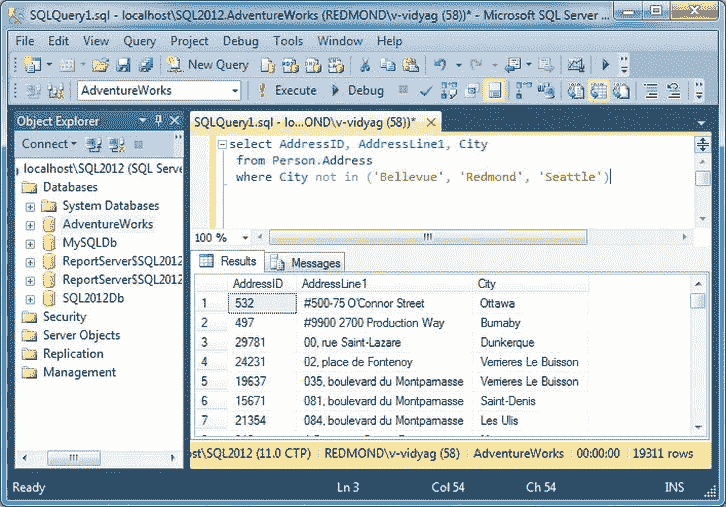 SQLQuery1.sql - localhost\SQL2012.AdventureWorks (REDMOND\v-vidyag (58))* - Microsoft SQL Server
File Edit View Query Project Debug Tools Window Help
New Query
AdventureWorks Execute Debug
Object Explorer
Connect
localhost\SQL2012 (SQL Serve
Databases
System Databases
AdventureWorks
MySQLDb
ReportServer$SQL2012
ReportServer$SQL2012
SQL2012Db
Security
Server Objects
Replication
Management
SQLQuery1.sql - lo...OND\v-vidyag (58))*
select AddressID, AddressLine1, City
from Person.Address
where City not in ('Bellevue', 'Redmond', 'Seattle')
100 %
Results Messages
AddressID AddressLine1 City
1 532 #500-75 O'Connor Street Ottawa
2 497 #9900 2700 Production Way Burnaby
3 29781 00, rue Saint-Lazare Dunkerque
4 24231 02, place de Fontenoy Verrieres Le Buisson
5 19637 035, boulevard du Montparnasse Verrieres Le Buisson
6 15671 081, boulevard du Montparnasse Saint-Denis
7 21354 084, boulevard du Montparnasse Les Ulis
ost\SQL2012 (11.0 CTP) REDMOND\v-vidyag (58) AdventureWorks 00:00:00 19311 rows
Ready Ln 3 Col 54 Ch 54 INS